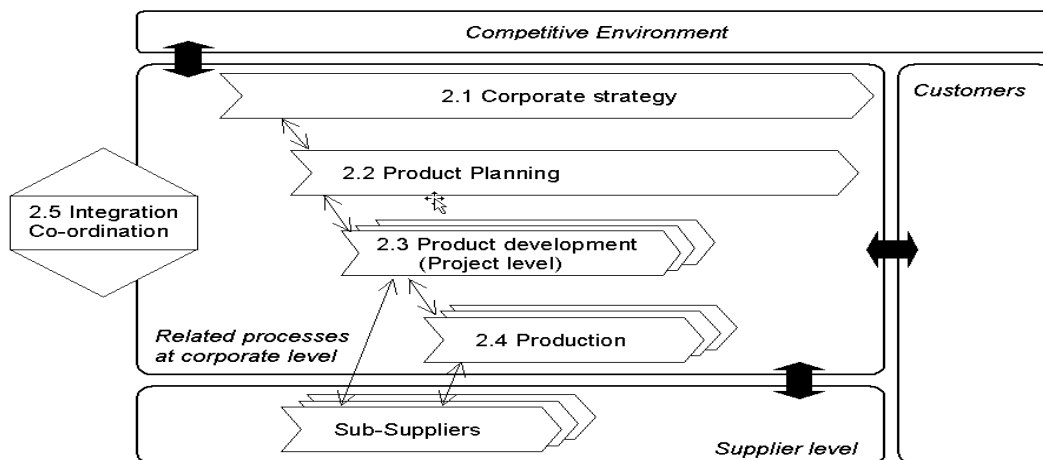 Competitive Environment
2.1 Corporate strategy
Customers
2.2 Product Planning
2.5 Integration
Co-ordination
2.3 Product development
(Project level)
Related processes
at corporate level
2.4 Production
Sub-Suppliers
Supplier level